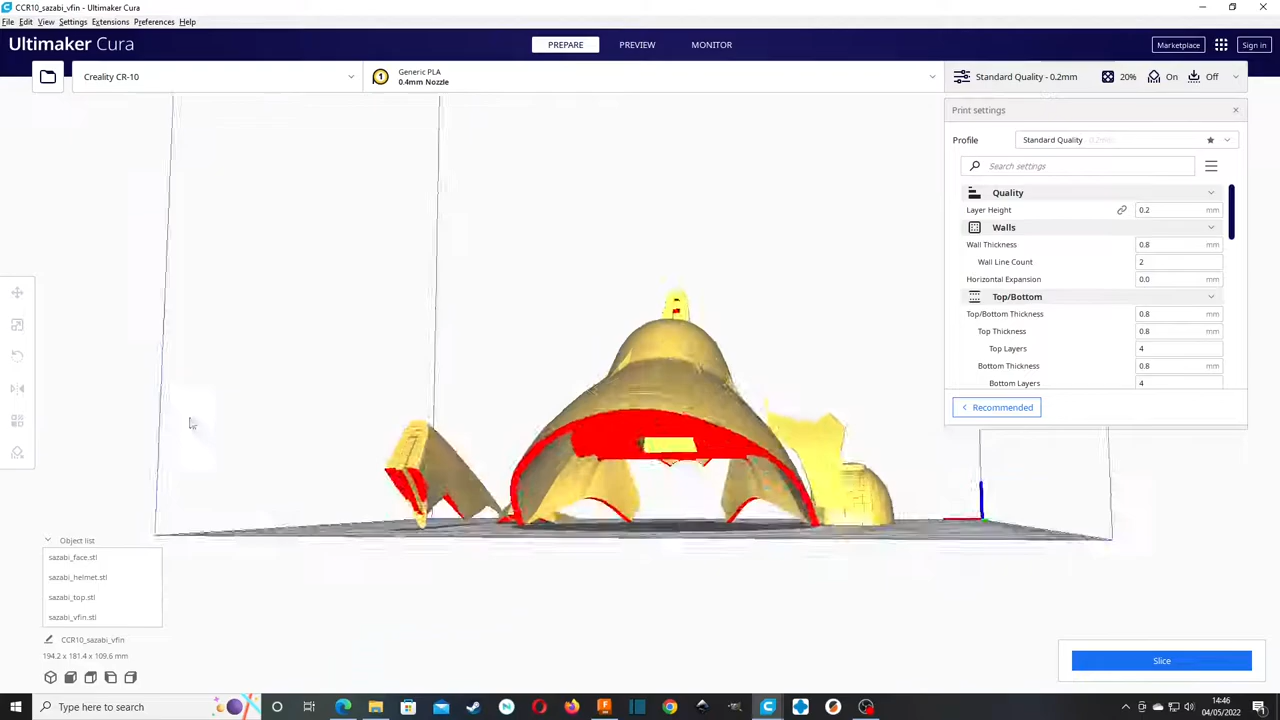 CCR10_sazabi_vfin - Ultimaker Cura
File Edit View Settings Extensions Preferences Help
Ultimaker Cura
PREPARE PREVIEW MONITOR
Marketplace
Sign in
Creality CR-10
1
Generic PLA
0.4mm Nozzle
Standard Quality - 0.2mm 20% On Off
Print settings
Profile Standard Quality 0.2mm
Search settings
Quality
Layer Height 0.2 mm
Walls
Wall Thickness 0.8 mm
Wall Line Count 2
Horizontal Expansion 0.0 mm
Top/Bottom
Top/Bottom Thickness 0.8 mm
Top Thickness 0.8 mm
Top Layers 4
Bottom Thickness 0.8 mm
Bottom Layers 4
Recommended
Object list
sazabi_face.stl
sazabi_helmet.stl
sazabi_top.stl
sazabi_vfin.stl
CCR10_sazabi_vfin
194.2 x 181.4 x 109.6 mm
Slice
Type here to search
14:46
04/05/2022